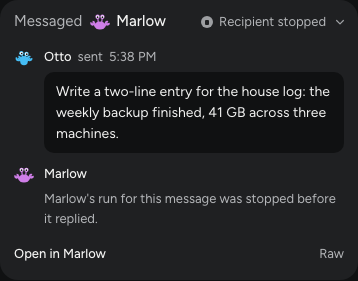 Messaged Marlow Recipient stopped
Otto sent 5:38 PM
Write a two-line entry for the house log: the
weekly backup finished, 41 GB across three
machines.
Marlow
Marlow's run for this message was stopped before
it replied.
Open in Marlow Raw